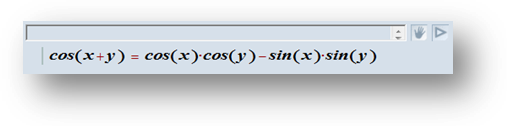 cos(x+y) = cos(x)·cos(y)−sin(x)·sin(y)